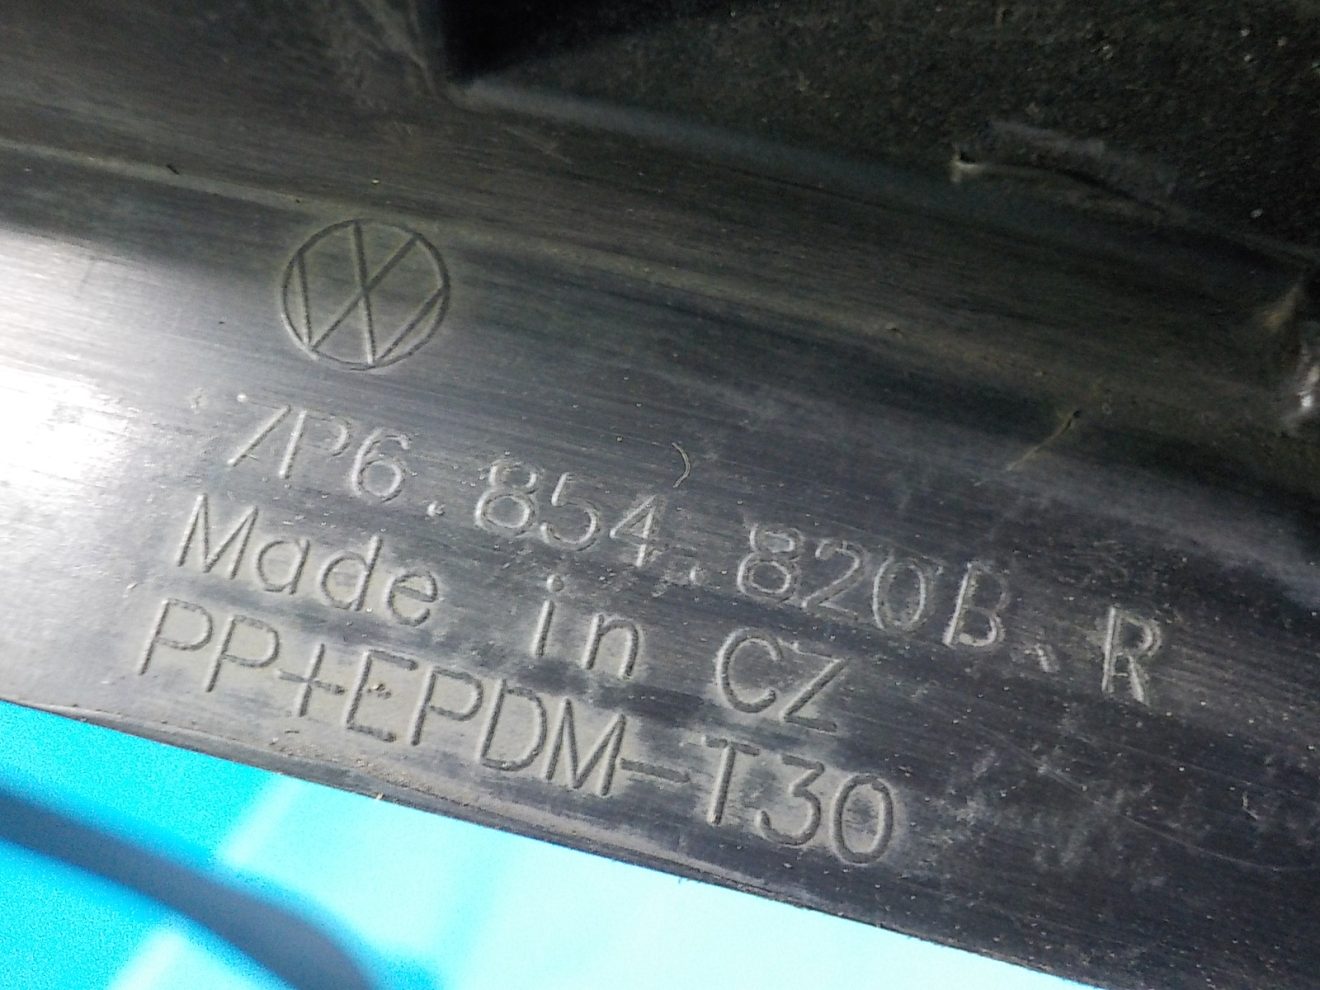 7P6.854.820B.R
Made in CZ
PP+EPDM-T30